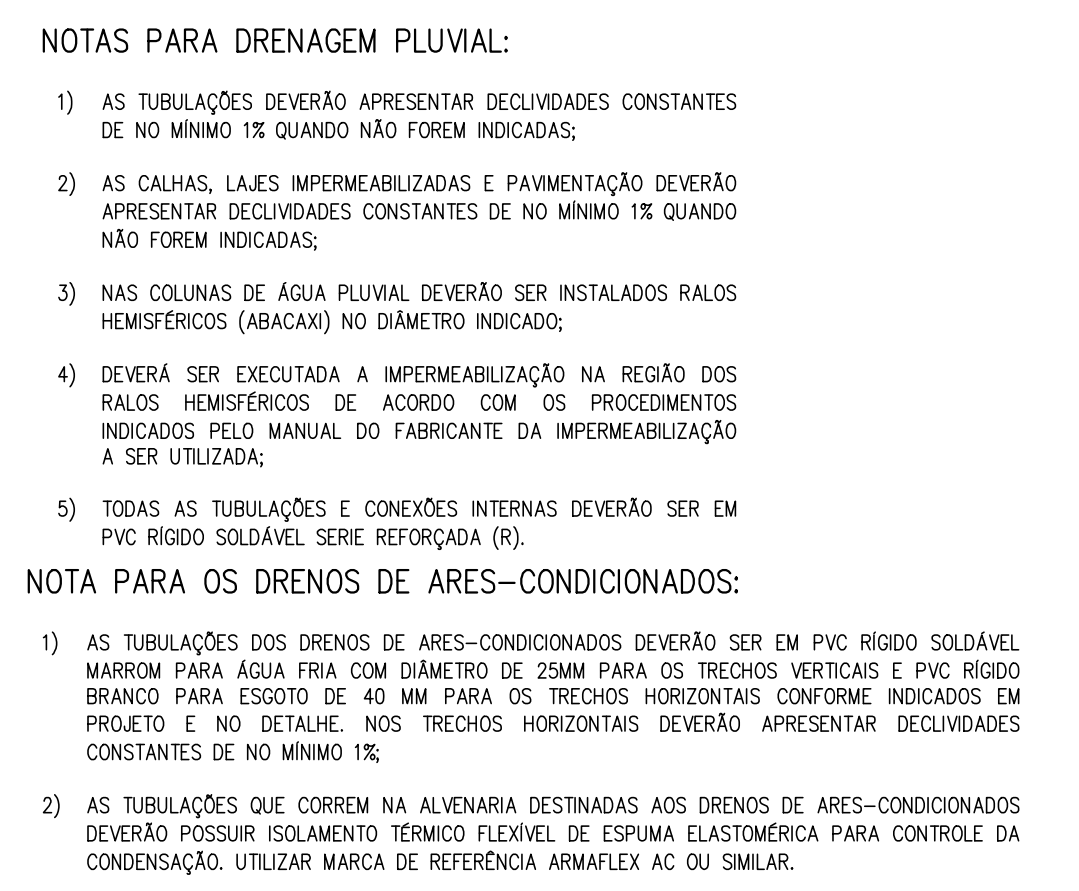 NOTAS PARA DRENAGEM PLUVIAL:
1) AS TUBULAÇÕES DEVERÃO APRESENTAR DECLIVIDADES CONSTANTES
DE NO MÍNIMO 1% QUANDO NÃO FOREM INDICADAS;
2) AS CALHAS, LAJES IMPERMEABILIZADAS E PAVIMENTAÇÃO DEVERÃO
APRESENTAR DECLIVIDADES CONSTANTES DE NO MÍNIMO 1% QUANDO
NÃO FOREM INDICADAS;
3) NAS COLUNAS DE ÁGUA PLUVIAL DEVERÃO SER INSTALADOS RALOS
HEMISFÉRICOS (ABACAXI) NO DIÂMETRO INDICADO;
4) DEVERÁ SER EXECUTADA A IMPERMEABILIZAÇÃO NA REGIÃO DOS
RALOS HEMISFÉRICOS DE ACORDO COM OS PROCEDIMENTOS
INDICADOS PELO MANUAL DO FABRICANTE DA IMPERMEABILIZAÇÃO
A SER UTILIZADA;
5) TODAS AS TUBULAÇÕES E CONEXÕES INTERNAS DEVERÃO SER EM
PVC RÍGIDO SOLDÁVEL SERIE REFORÇADA (R).
NOTA PARA OS DRENOS DE ARES-CONDICIONADOS:
1) AS TUBULAÇÕES DOS DRENOS DE ARES-CONDICIONADOS DEVERÃO SER EM PVC RÍGIDO SOLDÁVEL
MARROM PARA ÁGUA FRIA COM DIÂMETRO DE 25MM PARA OS TRECHOS VERTICAIS E PVC RÍGIDO
BRANCO PARA ESGOTO DE 40 MM PARA OS TRECHOS HORIZONTAIS CONFORME INDICADOS EM
PROJETO E NO DETALHE. NOS TRECHOS HORIZONTAIS DEVERÃO APRESENTAR DECLIVIDADES
CONSTANTES DE NO MÍNIMO 1%;
2) AS TUBULAÇÕES QUE CORREM NA ALVENARIA DESTINADAS AOS DRENOS DE ARES-CONDICIONADOS
DEVERÃO POSSUIR ISOLAMENTO TÉRMICO FLEXÍVEL DE ESPUMA ELASTOMÉRICA PARA CONTROLE DA
CONDENSAÇÃO. UTILIZAR MARCA DE REFERÊNCIA ARMAFLEX AC OU SIMILAR.